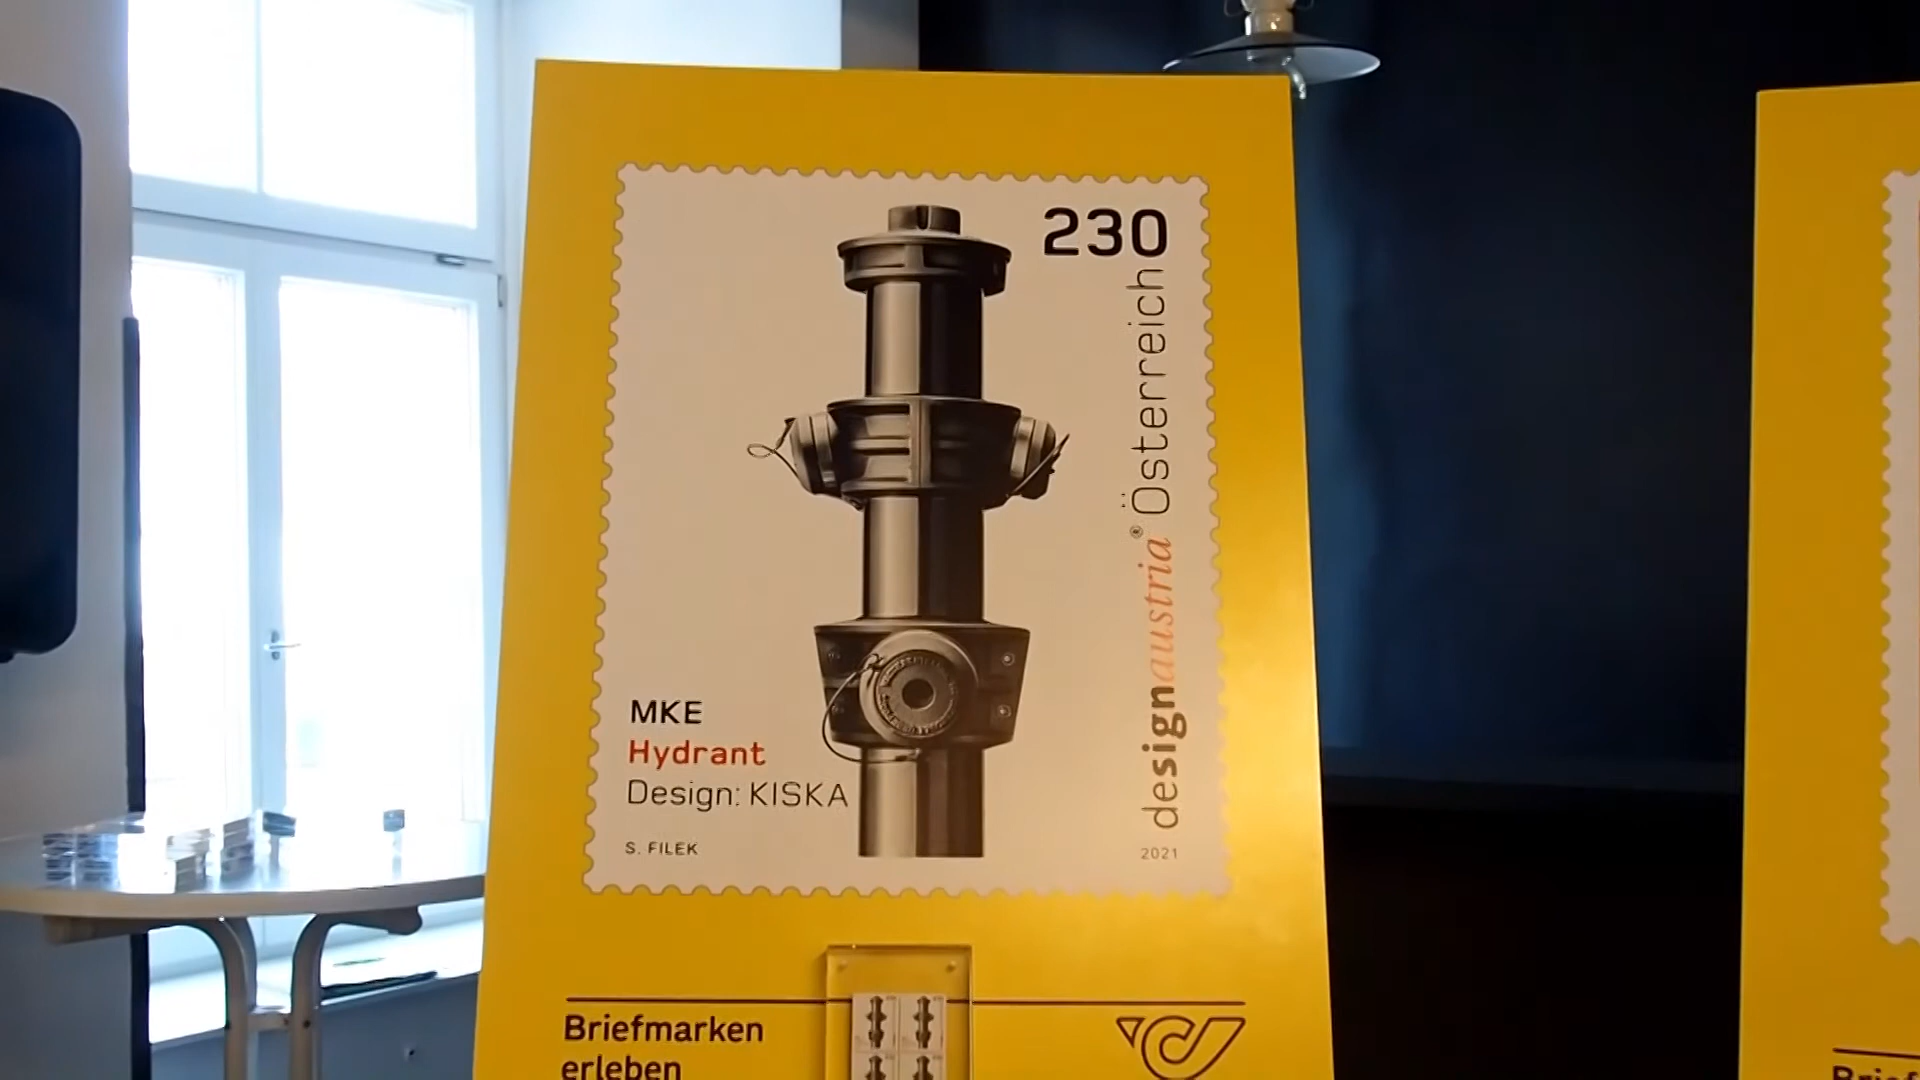 230
designaustria® Österreich
MKE
Hydrant
Design: KISKA
S. FILEK
2021
Briefmarken
erleben